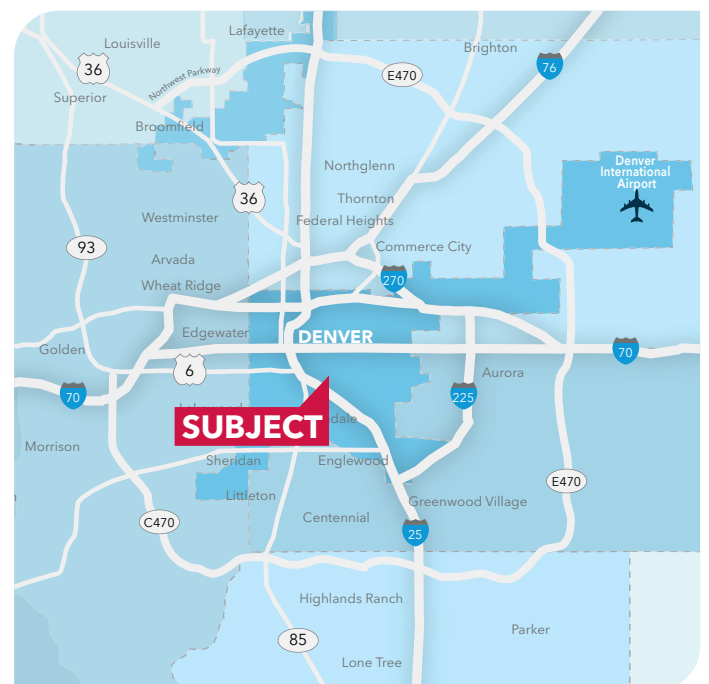 Lafayette
Louisville
Brighton
36
Northwest Parkway
E470
76
Superior
Broomfield
Denver
International
Airport
Northglenn
36
Thornton
Westminster
Federal Heights
93
Commerce City
Arvada
270
Wheat Ridge
Edgewater
DENVER
Golden
70
6
Aurora
70
225
SUBJECT
dale
Morrison
Sheridan
Englewood
E470
Littleton
Greenwood Village
Centennial
C470
25
Highlands Ranch
85
Parker
Lone Tree